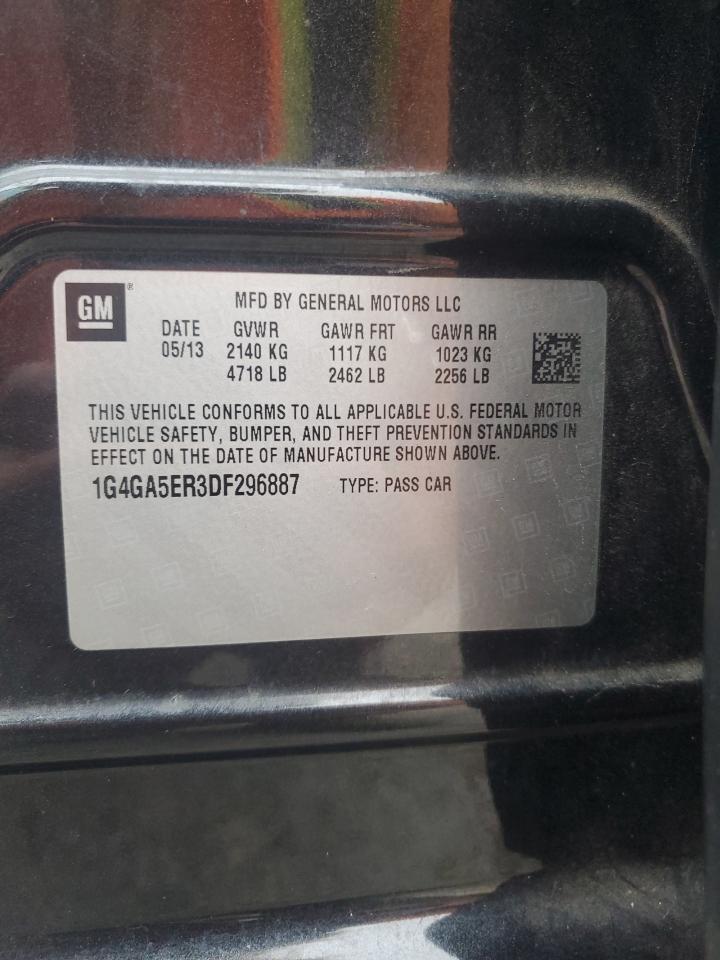 GM ®
MFD BY GENERAL MOTORS LLC
DATE GVWR GAWR FRT GAWR RR
05/13 2140 KG 1117 KG 1023 KG
4718 LB 2462 LB 2256 LB
THIS VEHICLE CONFORMS TO ALL APPLICABLE U.S. FEDERAL MOTOR
VEHICLE SAFETY, BUMPER, AND THEFT PREVENTION STANDARDS IN
EFFECT ON THE DATE OF MANUFACTURE SHOWN ABOVE.
1G4GA5ER3DF296887 TYPE: PASS CAR